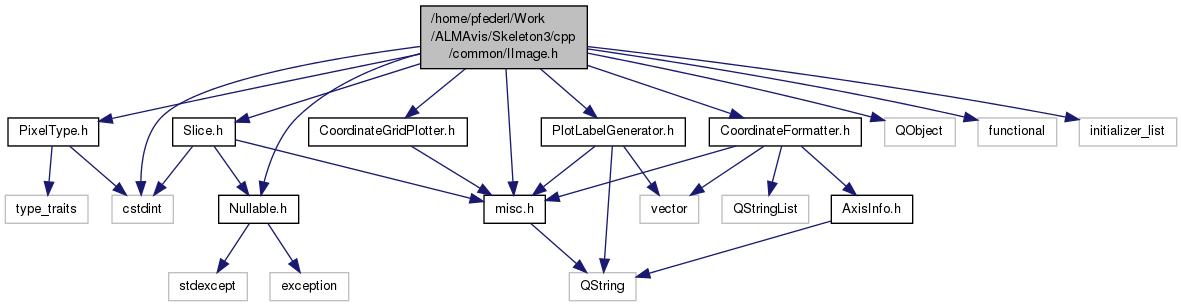 /home/pfederl/Work
/ALMAvis/Skeleton3/cpp
/common/IImage.h
PixelType.h
Slice.h
CoordinateGridPlotter.h
PlotLabelGenerator.h
CoordinateFormatter.h
QObject
functional
initializer_list
type_traits
cstdint
Nullable.h
misc.h
vector
QStringList
AxisInfo.h
stdexcept
exception
QString